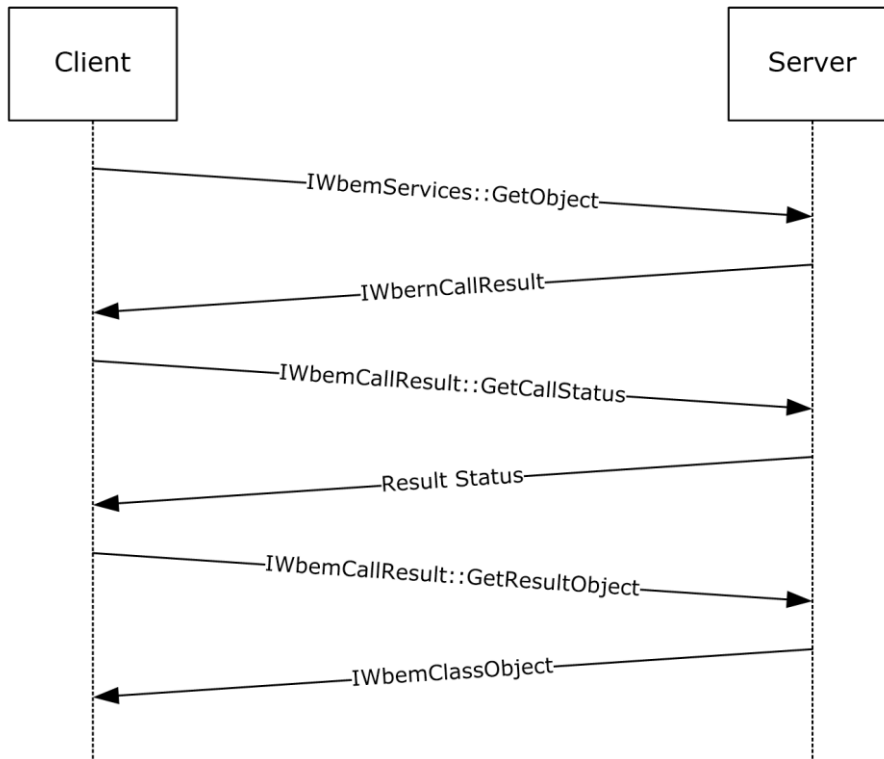 Client
Server
IWbemServices::GetObject
IWbernCallResult
IWbemCallResult::GetCallStatus
Result Status
IWbemCallResult::GetResultObject
IWbemClassObject